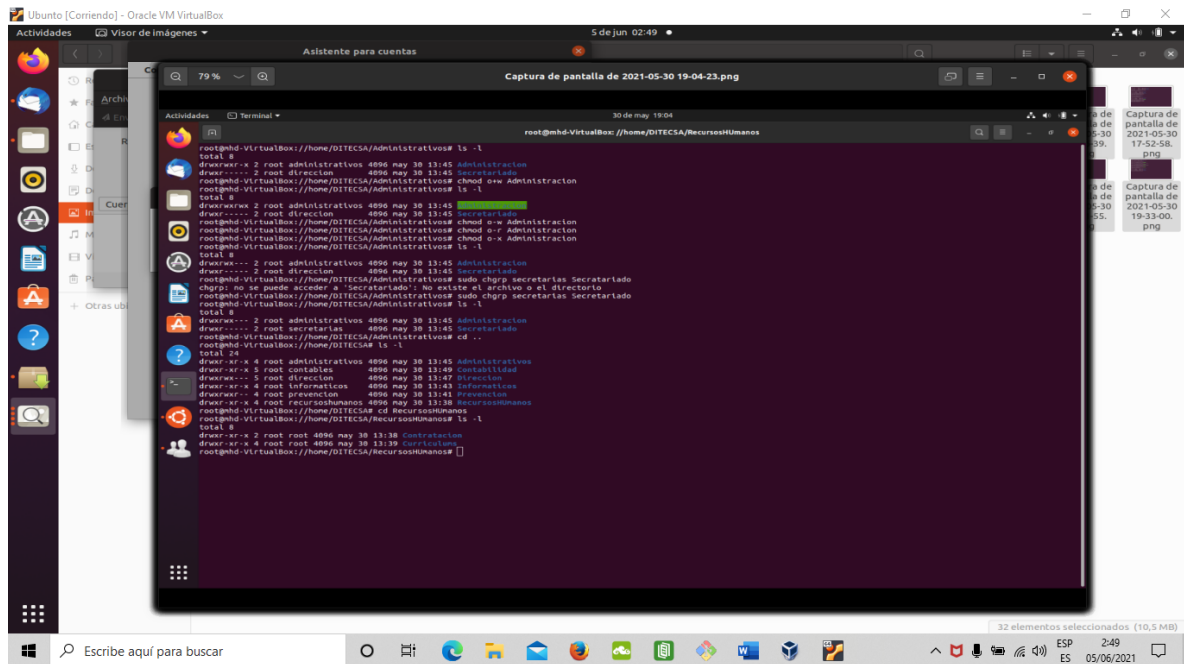 Ubunto [Corriendo] - Oracle VM VirtualBox
Actividades Visor de imágenes 5 de jun 02:49
Asistente para cuentas
79 % Captura de pantalla de 2021-05-30 19-04-23.png
Archi
Cuer
Otras ubi
Actividades Terminal 30 de may 19:04
root@mhd-VirtualBox: //home/DITECSA/RecursosHUmanos
root@mhd-VirtualBox://home/DITECSA/Administrativos# ls -l
total 8
drwxrwxr-x 2 root administrativos 4096 may 30 13:45 Administracion
drwxr----- 2 root direccion 4096 may 30 13:45 Secretariado
root@mhd-VirtualBox://home/DITECSA/Administrativos# chmod o+w Administracion
root@mhd-VirtualBox://home/DITECSA/Administrativos# ls -l
total 8
drwxrwxrwx 2 root administrativos 4096 may 30 13:45
drwxr----- 2 root direccion 4096 may 30 13:45 Secretariado
root@mhd-VirtualBox://home/DITECSA/Administrativos# chmod o-w Administracion
root@mhd-VirtualBox://home/DITECSA/Administrativos# chmod o-r Administracion
root@mhd-VirtualBox://home/DITECSA/Administrativos# chmod o-x Administracion
root@mhd-VirtualBox://home/DITECSA/Administrativos# ls -l
total 8
drwxrwx--- 2 root administrativos 4096 may 30 13:45 Administracion
drwxr----- 2 root direccion 4096 may 30 13:45 Secretariado
root@mhd-VirtualBox://home/DITECSA/Administrativos# sudo chgrp secretarias Secratariado
chgrp: no se puede acceder a 'Secratariado': No existe el archivo o el directorio
root@mhd-VirtualBox://home/DITECSA/Administrativos# sudo chgrp secretarias Secretariado
root@mhd-VirtualBox://home/DITECSA/Administrativos# ls -l
total 8
drwxrwx--- 2 root administrativos 4096 may 30 13:45 Administracion
drwxr----- 2 root secretarias 4096 may 30 13:45 Secretariado
root@mhd-VirtualBox://home/DITECSA/Administrativos# cd ..
root@mhd-VirtualBox://home/DITECSA# ls -l
total 24
drwxr-xr-x 4 root administrativos 4096 may 30 13:45 Administrativos
drwxr-xr-x 5 root contables 4096 may 30 13:49 Contabilidad
drwxrwx--- 5 root direccion 4096 may 30 13:47 Direccion
drwxr-xr-x 4 root informaticos 4096 may 30 13:43 Informaticos
drwxrwxr-- 4 root prevencion 4096 may 30 13:41 Prevencion
drwxr-xr-x 4 root recursoshumanos 4096 may 30 13:38 RecursosHUmanos
root@mhd-VirtualBox://home/DITECSA# cd RecursosHUmanos
root@mhd-VirtualBox://home/DITECSA/RecursosHUmanos# ls -l
total 8
drwxr-xr-x 2 root root 4096 may 30 13:38 Contratacion
drwxr-xr-x 4 root root 4096 may 30 13:39 Curriculums
root@mhd-VirtualBox://home/DITECSA/RecursosHUmanos#
Captura de
pantalla de
2021-05-30
17-52-58.
png
Captura de
pantalla de
2021-05-30
19-33-00.
png
32 elementos seleccionados (10,5 MB)
Escribe aquí para buscar
ESP
ES
2:49
05/06/2021